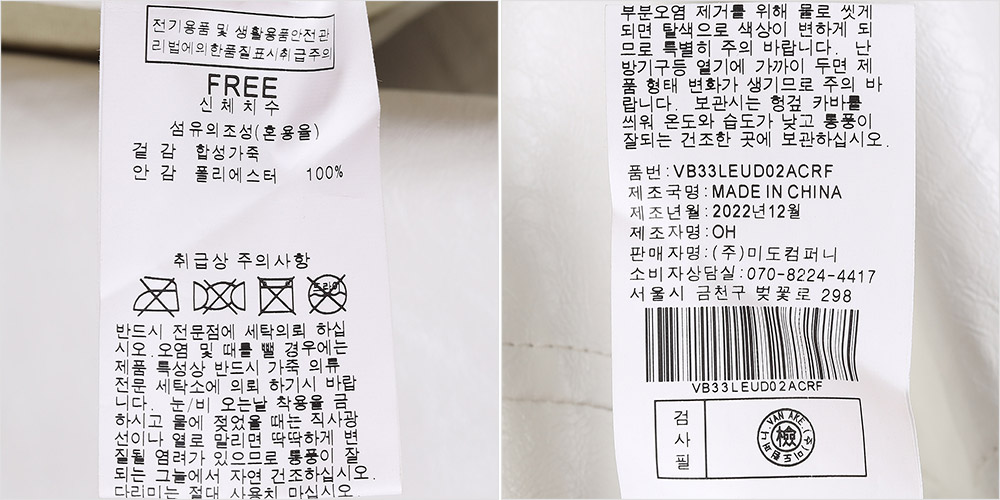 전기용품 및 생활용품안전관
리법에의한품질표시취급주의
FREE
신체치수
섬유의조성(혼용율)
겉감 합성가죽
안감 폴리에스터 100%
취급상 주의사항
드라이
반드시 전문점에 세탁의뢰 하십
시오.오염 및 때를 뺄 경우에는
제품 특성상 반드시 가죽 의류
전문 세탁소에 의뢰 하기시 바랍
니다. 눈/비 오는날 착용을 금
하시고 물에 젖었을 때는 직사광
선이나 열로 말리면 딱딱하게 변
질될 염려가 있으므로 통풍이 잘
되는 그늘에서 자연 건조하십시오.
다리미는 절대 사용치 마십시오.
부분오염 제거를 위해 물로 씻게
되면 탈색으로 색상이 변하게 되
므로 특별히 주의 바랍니다. 난
방기구등 열기에 가까이 두면 제
품 형태 변화가 생기므로 주의 바
랍니다. 보관시는 헝겊 카바를
씌워 온도와 습도가 낮고 통풍이
잘되는 건조한 곳에 보관하십시오.
품번:VB33LEUD02ACRF
제조국명:MADE IN CHINA
제조년월:2022년12월
제조자명:OH
판매자명:(주)미도컴퍼니
소비자상담실:070-8224-4417
서울시 금천구 벚꽃로 298
VB33LEUD02ACRF
검사필
VAN AKE
檢